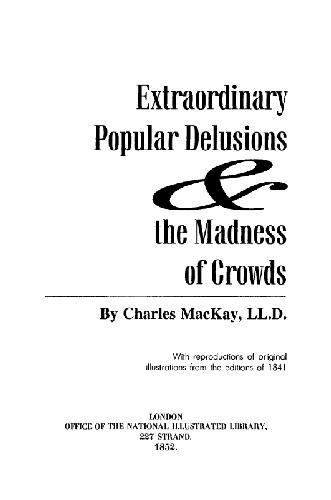 Extraordinary
Popular Delusions
&
the Madness
of Crowds
By Charles MacKay, LL.D.
With reproductions of original
illustrations from the editions of 1841
LONDON
OFFICE OF THE NATIONAL ILLUSTRATED LIBRARY,
227 STRAND.
1852.